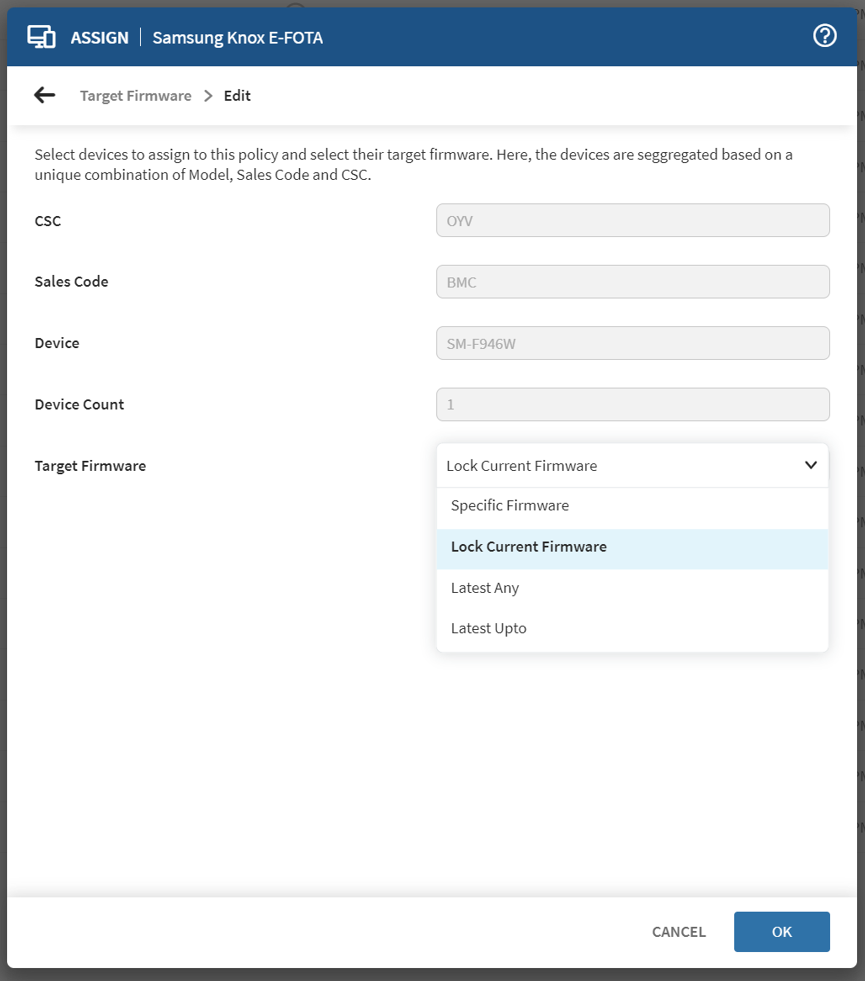 ASSIGN | Samsung Knox E-FOTA
Target Firmware > Edit
Select devices to assign to this policy and select their target firmware. Here, the devices are seggregated based on a
unique combination of Model, Sales Code and CSC.
CSC
OYV
Sales Code
BMC
Device
SM-F946W
Device Count
1
Target Firmware
Lock Current Firmware
Specific Firmware
Lock Current Firmware
Latest Any
Latest Upto
CANCEL
OK